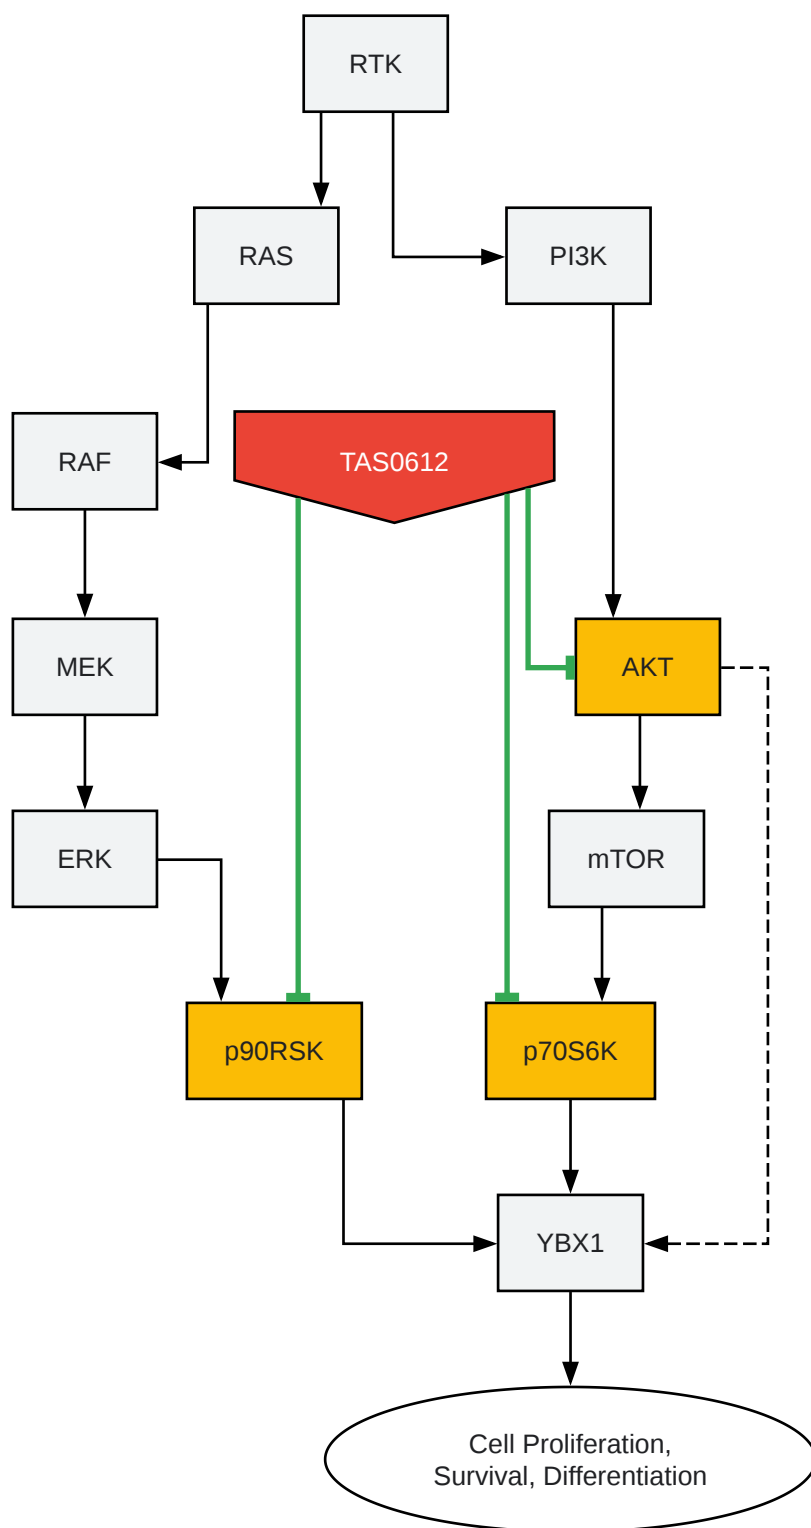 RTK
RAS
PI3K
RAF
TAS0612
MEK
AKT
ERK
mTOR
p90RSK
p70S6K
YBX1
Cell Proliferation,
Survival, Differentiation